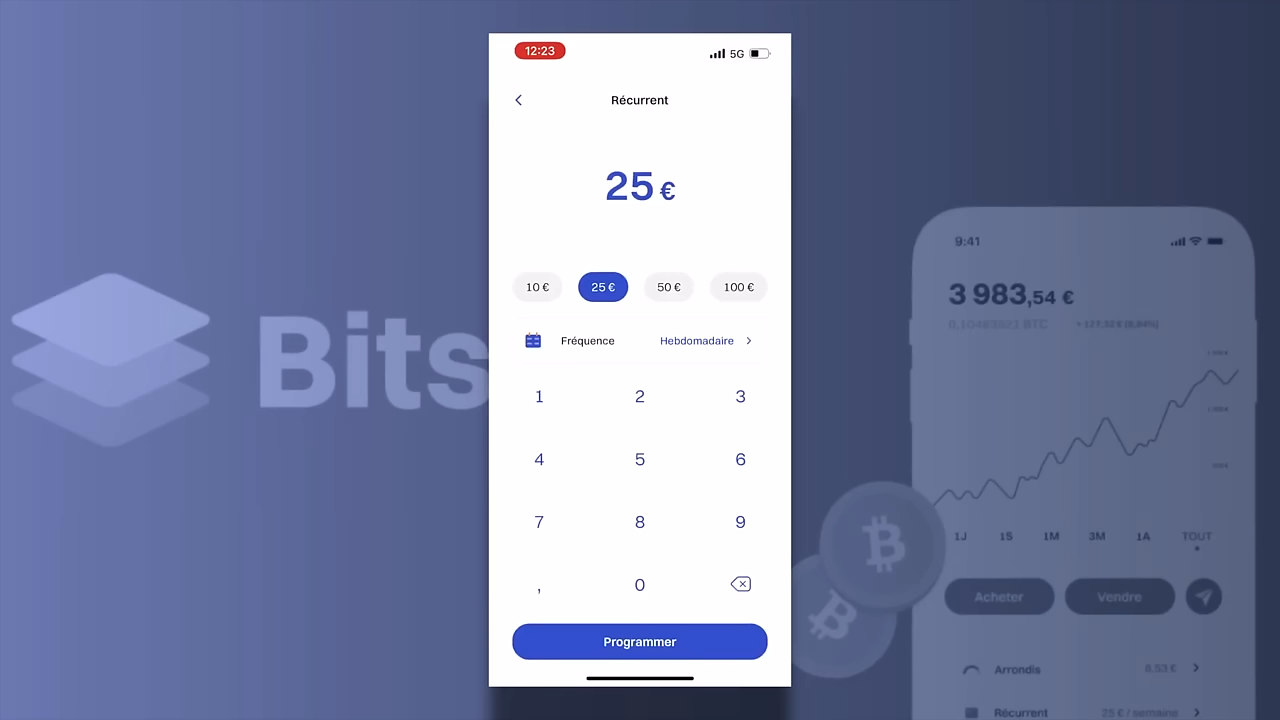 12:23
5G
Récurrent
25 €
10 €
25 €
50 €
100 €
Fréquence
Hebdomadaire
1
2
3
4
5
6
7
8
9
,
0
Programmer
Bits
9:41
3 983,54 €
1J
1S
1M
3M
1A
TOUT
Acheter
Vendre
Arrondis
8,53 €
Récurrent
25 € / semaine